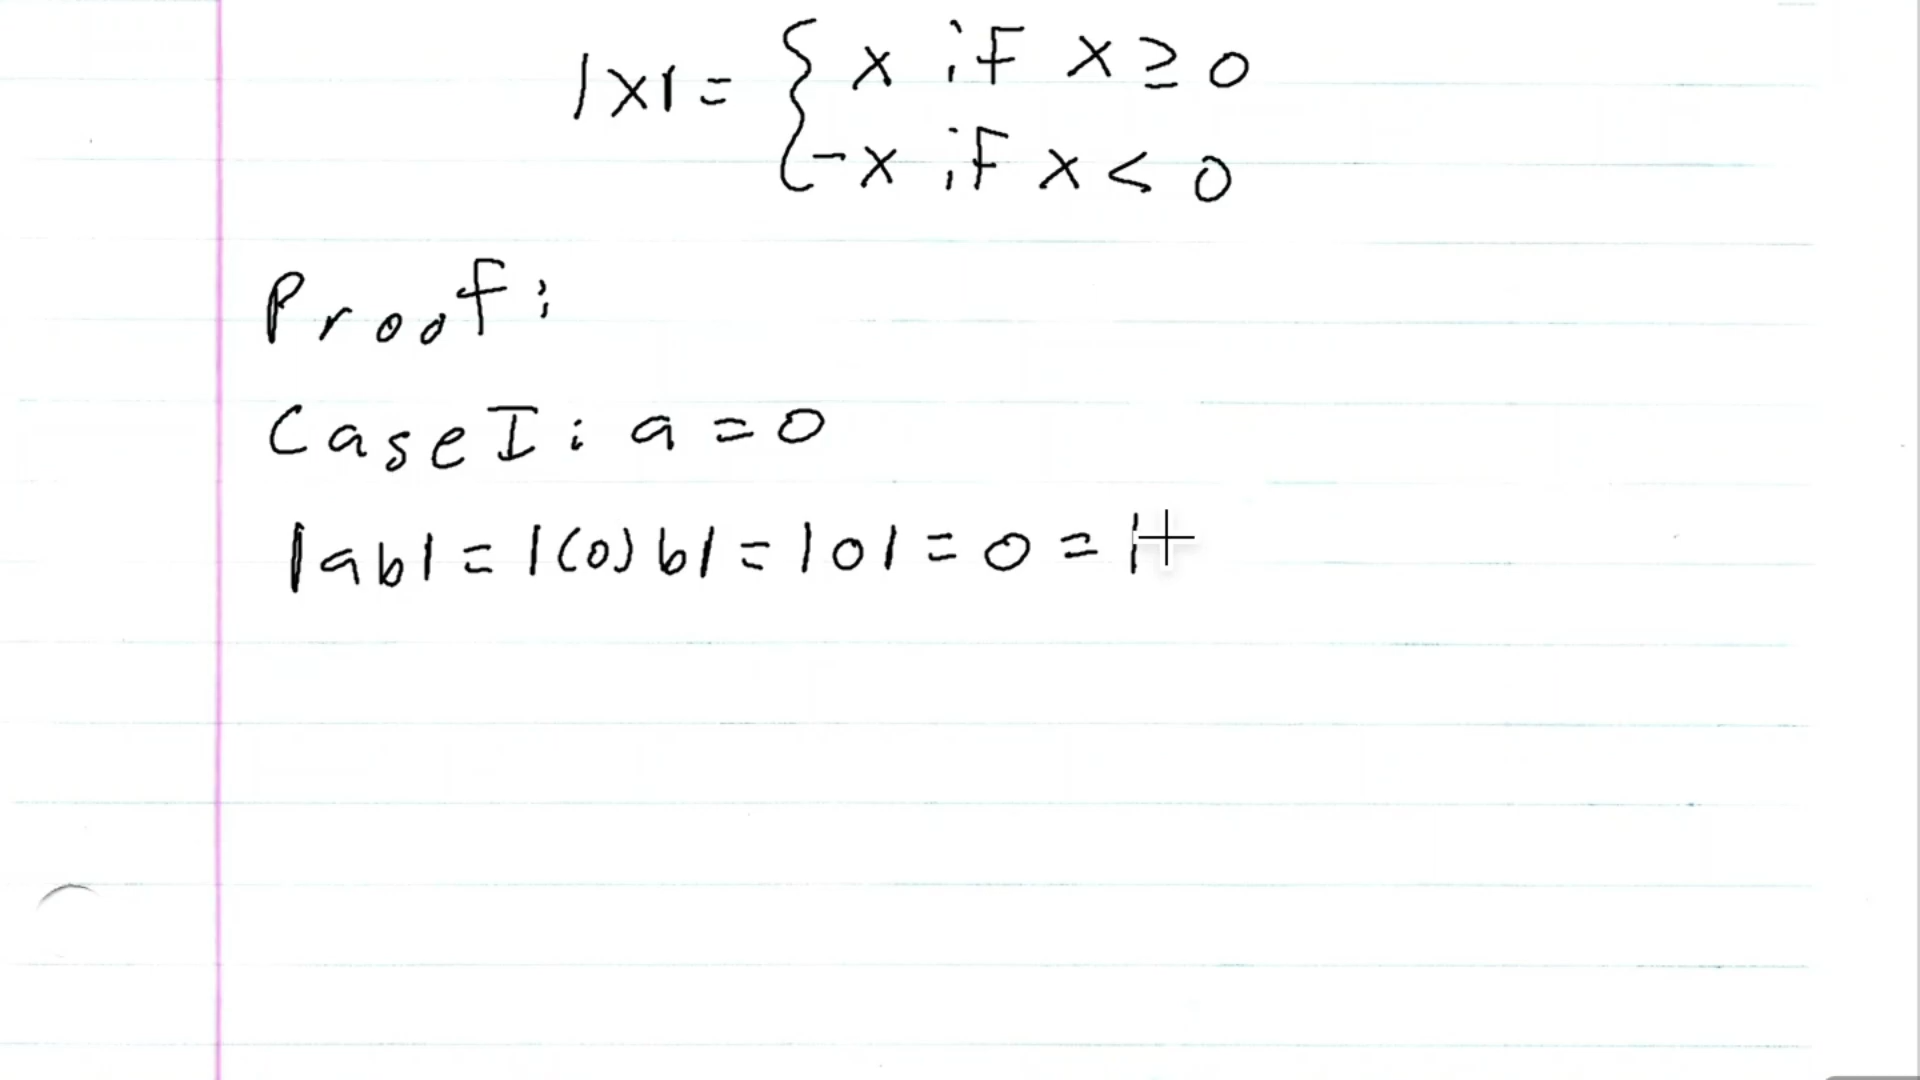 |x| = { x if x ≥ 0
-x if x < 0
Proof:
Case I: a = 0
|ab| = |(0)b| = |0| = 0 = |